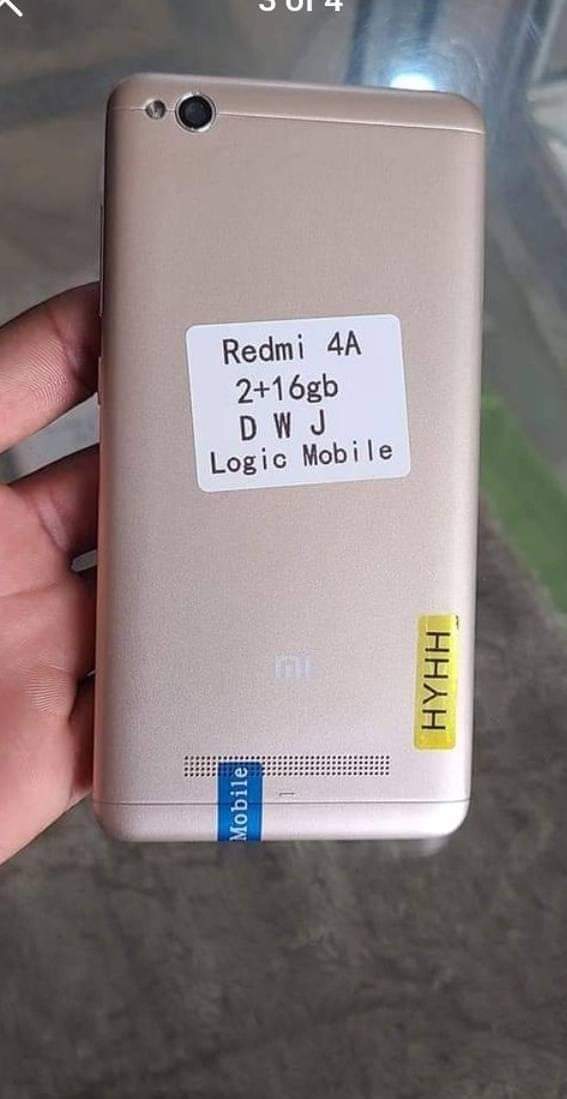 3 of 4
Redmi 4A
2+16gb
D W J
Logic Mobile
mi
HYHH
Mobile